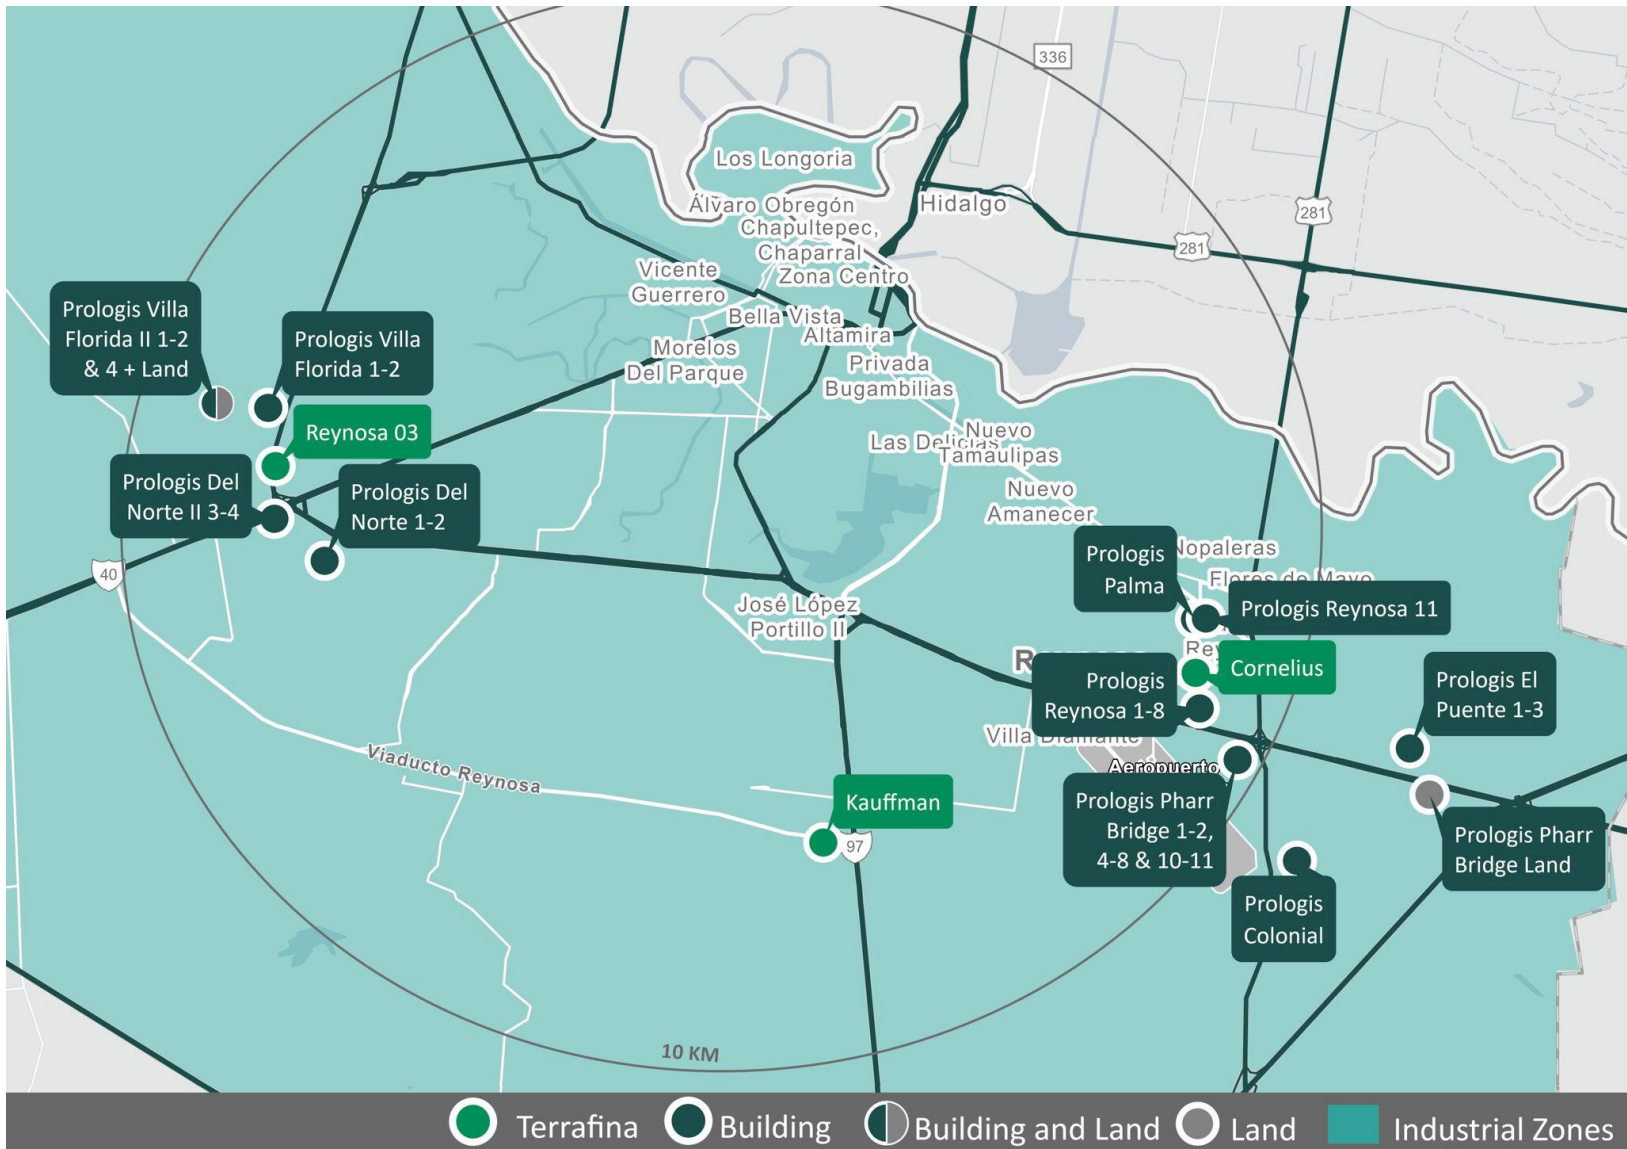 336
Los Longoria
Álvaro Obregón
Hidalgo
Chapultepec,
Chaparral
281
281
Vicente
Guerrero
Zona Centro
Prologis Villa
Florida II 1-2
& 4 + Land
Prologis Villa
Florida 1-2
Bella Vista
Altamira
Morelos
Del Parque
Privada
Bugambilias
Reynosa 03
Las Delicias
Nuevo
Tamaulipas
Prologis Del
Norte II 3-4
Prologis Del
Norte 1-2
Nuevo
Amanecer
40
Prologis
Palma
Nopaleras
Flores de Mayo
José López
Portillo II
Prologis Reynosa 11
Cornelius
Prologis
Reynosa 1-8
Prologis El
Puente 1-3
Villa Diamante
Viaducto Reynosa
Aeropuerto
Kauffman
97
Prologis Pharr
Bridge 1-2,
4-8 & 10-11
Prologis Pharr
Bridge Land
Prologis
Colonial
10 KM
Terrafina
Building
Building and Land
Land
Industrial Zones